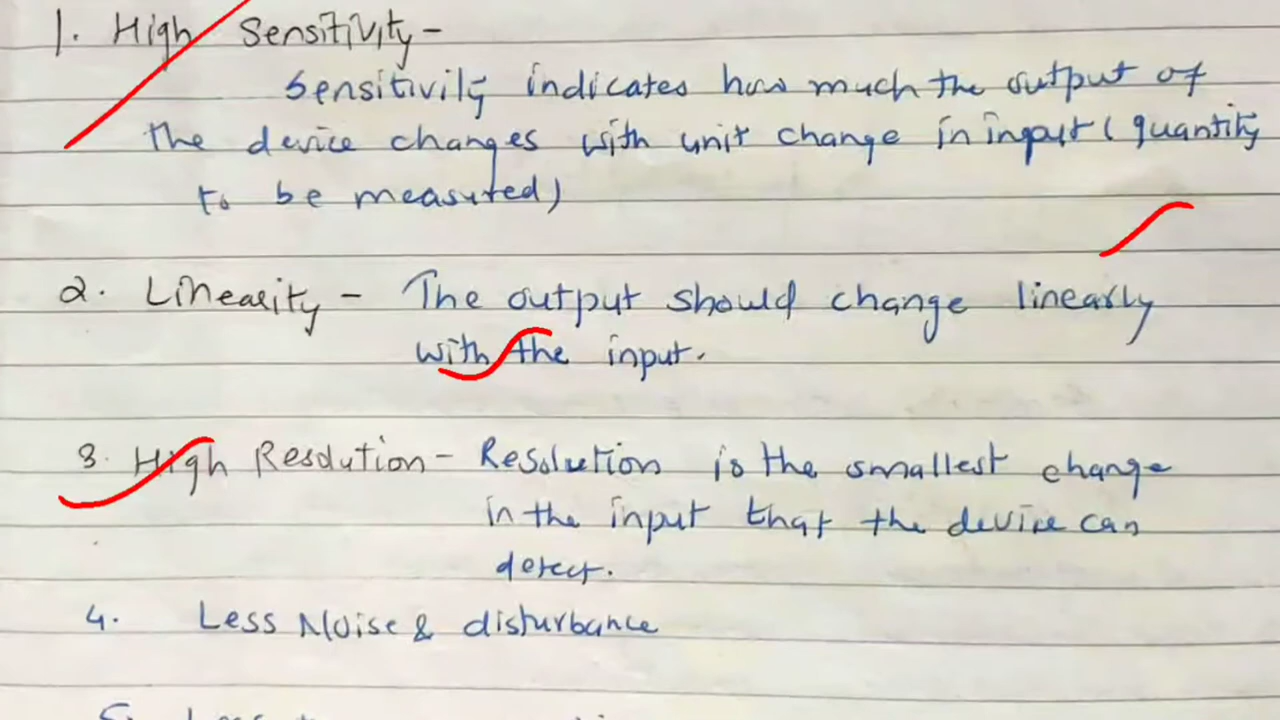 1. High Sensitivity -
Sensitivity indicates how much the output of
the device changes with unit change in input ( quantity
to be measured)
2. Linearity - The output should change linearly
with the input.
3. High Resolution - Resolution is the smallest change
in the input that the device can
detect.
4. Less Noise & disturbance
5. Less